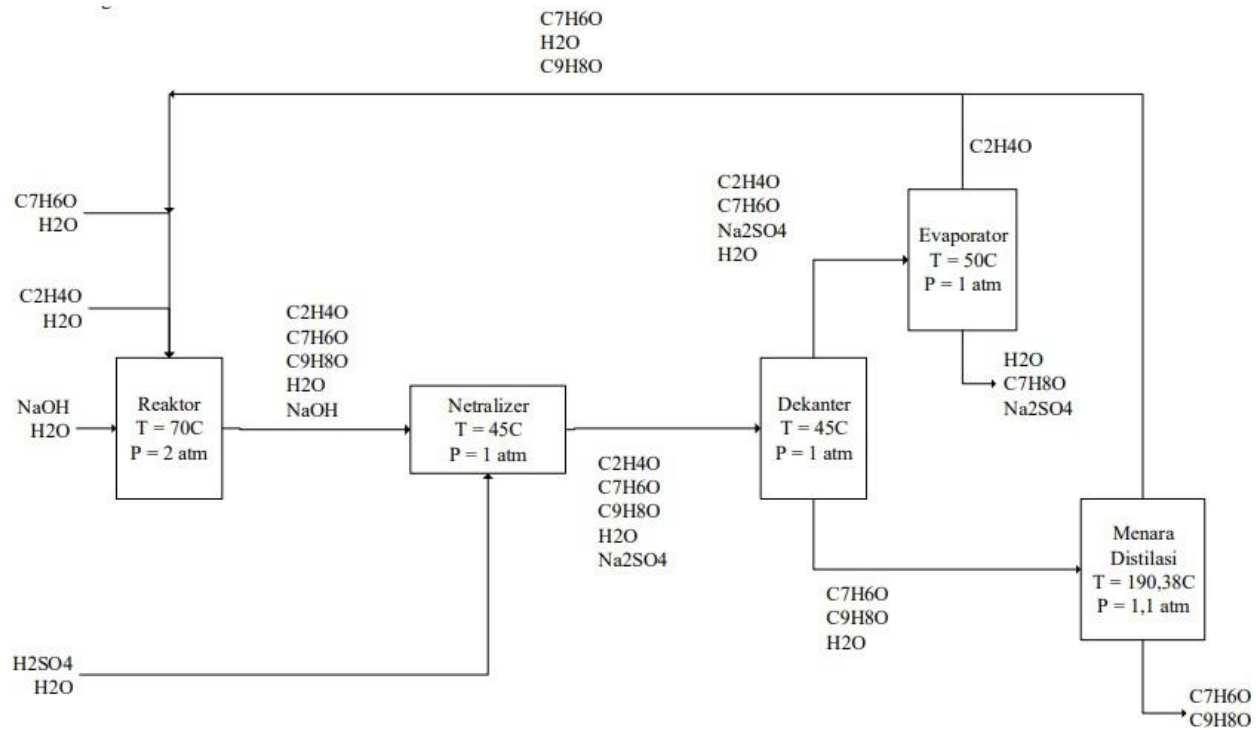 C7H6O
H2O
C9H8O
C2H4O
C7H6O
H2O
C2H4O
C7H6O
Na2SO4
H2O
Evaporator
T = 50C
P = 1 atm
C2H4O
H2O
C2H4O
C7H6O
C9H8O
H2O
NaOH
H2O
C7H8O
Na2SO4
NaOH
H2O
Reaktor
T = 70C
P = 2 atm
Netralizer
T = 45C
P = 1 atm
Dekanter
T = 45C
P = 1 atm
C2H4O
C7H6O
C9H8O
H2O
Na2SO4
Menara
Distilasi
T = 190,38C
P = 1,1 atm
C7H6O
C9H8O
H2O
H2SO4
H2O
C7H6O
C9H8O